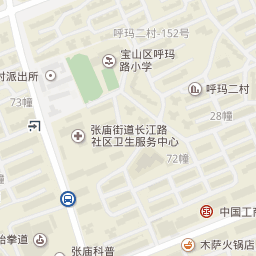 呼玛二村-152号
宝山区呼玛
路小学
村派出所
呼玛二村
73幢
28幢
张庙街道长江路
社区卫生服务中心
72幢
中国工商
跆拳道
木萨火锅店
张庙科普